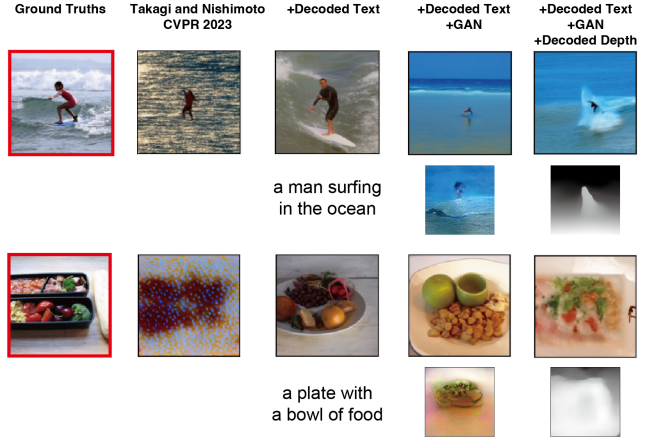 Ground Truths
Takagi and Nishimoto
CVPR 2023
+Decoded Text
+Decoded Text
+GAN
+Decoded Text
+GAN
+Decoded Depth
a man surfing
in the ocean
a plate with
a bowl of food